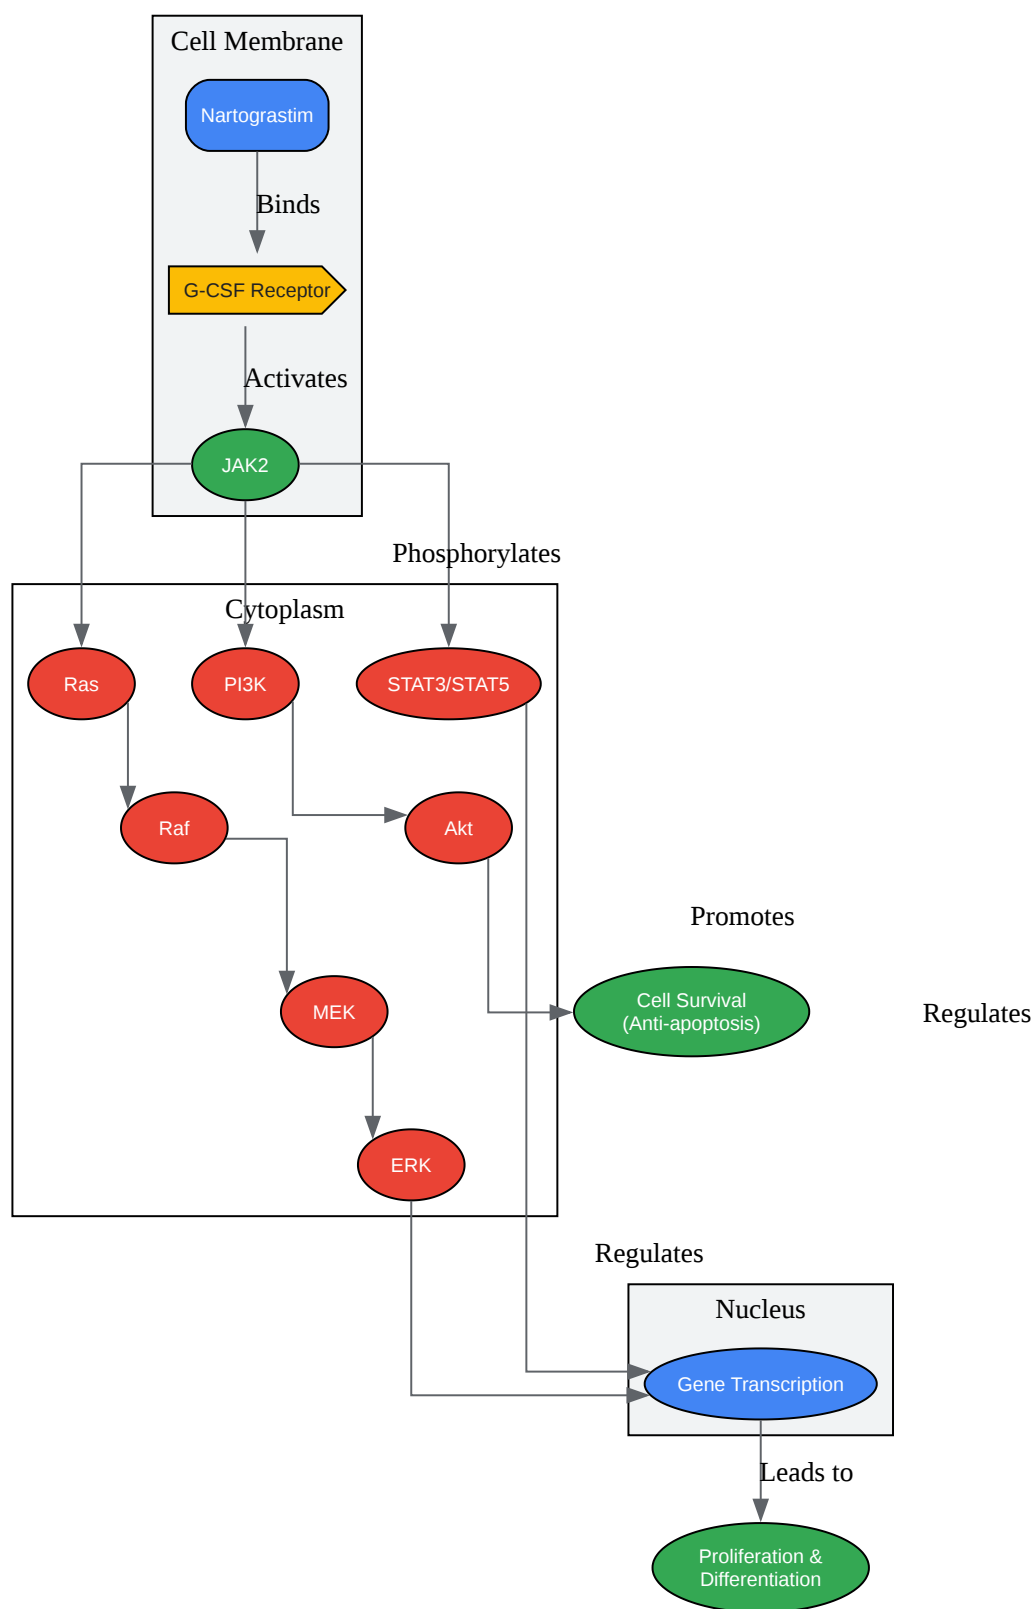 Cell Membrane
Nartograstim
Binds
G-CSF Receptor
Activates
JAK2
Phosphorylates
Cytoplasm
Ras
PI3K
STAT3/STAT5
Raf
Akt
Promotes
MEK
Cell Survival
(Anti-apoptosis)
Regulates
ERK
Regulates
Nucleus
Gene Transcription
Leads to
Proliferation &
Differentiation